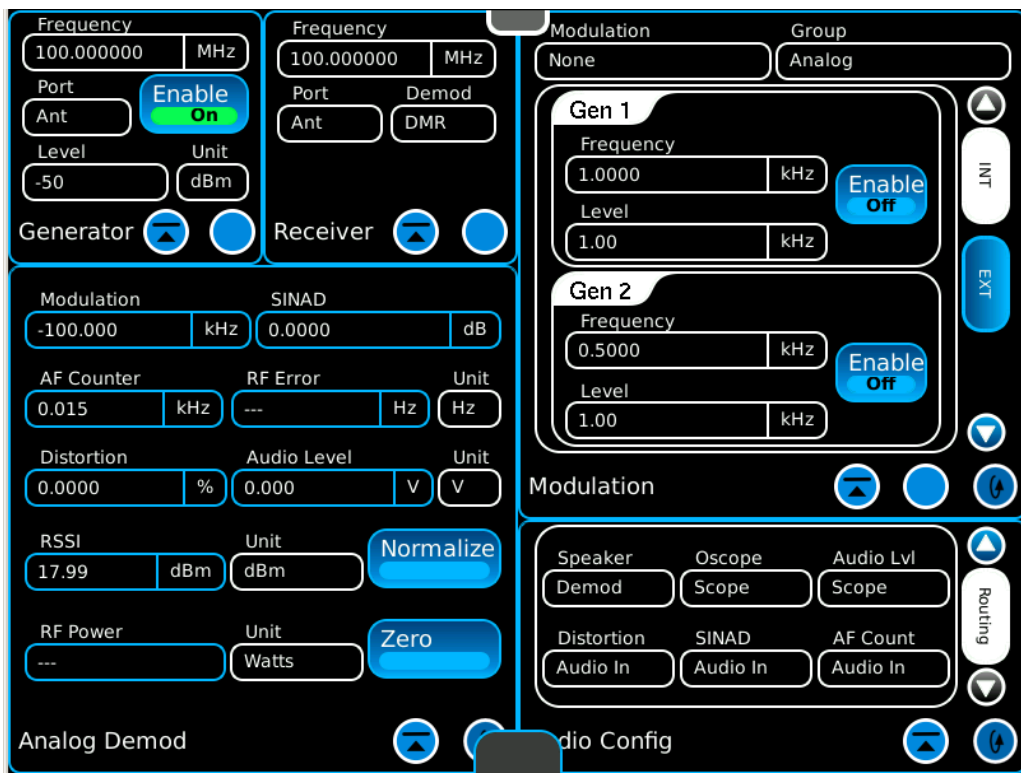 Frequency
100.000000 MHz
Port
Enable
On
Ant
Level Unit
-50 dBm
Generator
Frequency
100.000000 MHz
Port Demod
Ant DMR
Receiver
Modulation Group
None Analog
Gen 1
Frequency
1.0000 kHz
Enable
Off
Level
1.00 kHz
Gen 2
Frequency
0.5000 kHz
Enable
Off
Level
1.00 kHz
INT
EXT
Modulation
Modulation SINAD
-100.000 kHz 0.0000 dB
AF Counter RF Error Unit
0.015 kHz --- Hz Hz
Distortion Audio Level Unit
0.0000 % 0.000 V V
RSSI Unit
Normalize
17.99 dBm dBm
RF Power Unit
Zero
--- Watts
Analog Demod
Speaker Oscope Audio Lvl
Demod Scope Scope
Distortion SINAD AF Count
Audio In Audio In Audio In
Routing
dio Config